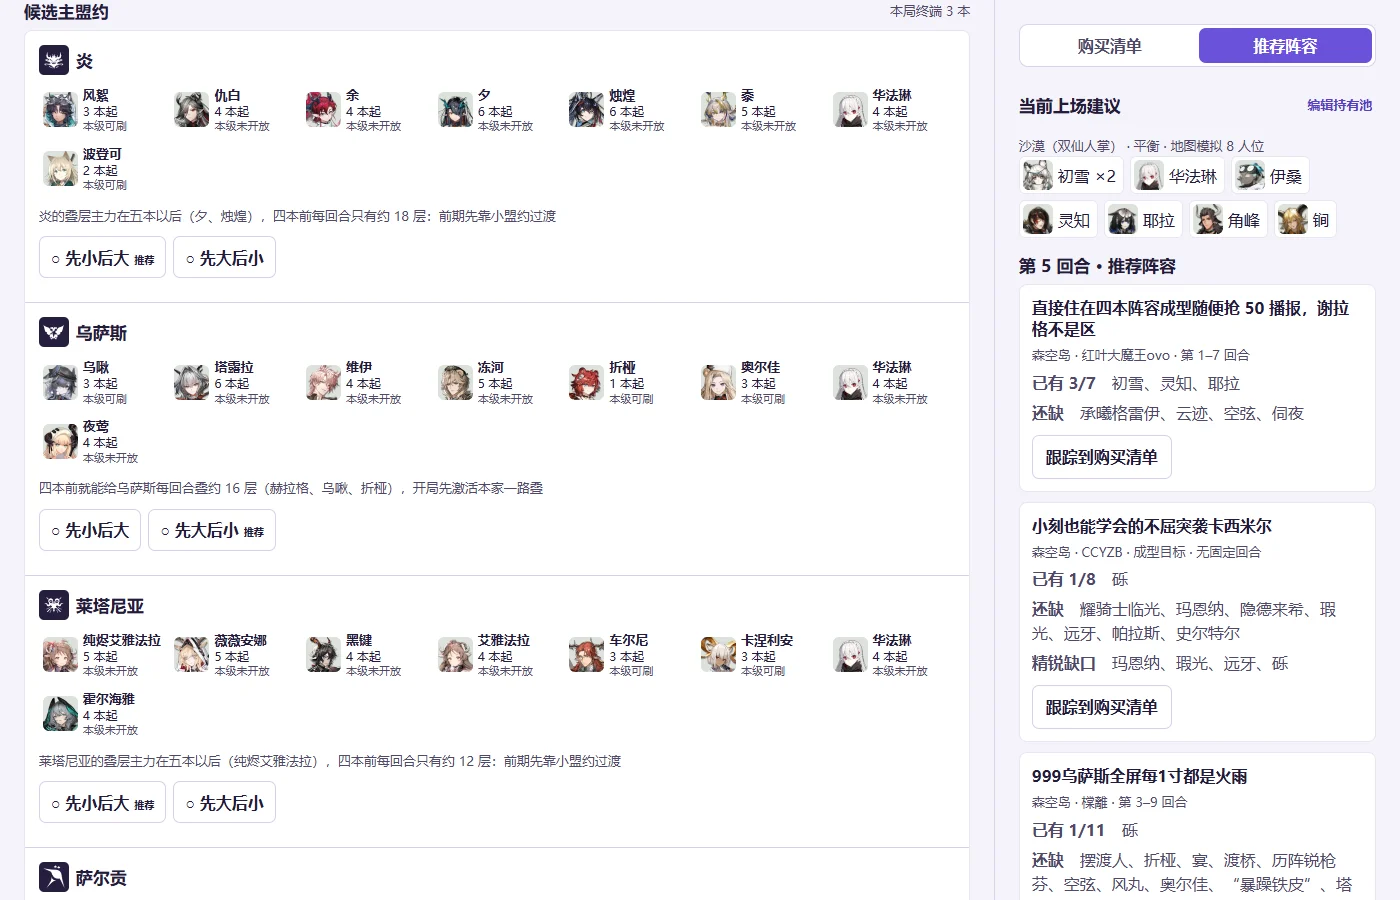 候选主盟约
本局终端 3 本
炎
风絮
3 本起
本级可刷
仇白
4 本起
本级未开放
余
4 本起
本级未开放
夕
6 本起
本级未开放
烛煌
6 本起
本级未开放
黍
5 本起
本级未开放
华法琳
4 本起
本级未开放
波登可
2 本起
本级可刷
炎的叠层主力在五本以后（夕、烛煌），四本前每回合只有约 18 层：前期先靠小盟约过渡
○ 先小后大 推荐
○ 先大后小
乌萨斯
乌啾
3 本起
本级可刷
塔露拉
6 本起
本级未开放
维伊
4 本起
本级未开放
冻河
5 本起
本级未开放
折桠
1 本起
本级可刷
奥尔佳
3 本起
本级可刷
华法琳
4 本起
本级未开放
夜莺
4 本起
本级未开放
四本前就能给乌萨斯每回合叠约 16 层（赫拉格、乌啾、折桠），开局先激活本家一路叠
○ 先小后大
○ 先大后小 推荐
莱塔尼亚
纯烬艾雅法拉
5 本起
本级未开放
薇薇安娜
5 本起
本级未开放
黑键
4 本起
本级未开放
艾雅法拉
4 本起
本级未开放
车尔尼
3 本起
本级可刷
卡涅利安
3 本起
本级可刷
华法琳
4 本起
本级未开放
霍尔海雅
4 本起
本级未开放
莱塔尼亚的叠层主力在五本以后（纯烬艾雅法拉），四本前每回合只有约 12 层：前期先靠小盟约过渡
○ 先小后大 推荐
○ 先大后小
萨尔贡
购买清单
推荐阵容
当前上场建议
编辑持有池
沙漠（双仙人掌） · 平衡 · 地图模拟 8 人位
初雪 ×2
华法琳
伊桑
灵知
耶拉
角峰
锏
第 5 回合 · 推荐阵容
直接住在四本阵容成型随便抢 50 播报，谢拉
格不是区
森空岛 · 红叶大魔王ovo · 第 1–7 回合
已有 3/7 初雪、灵知、耶拉
还缺 承曦格雷伊、云迹、空弦、伺夜
跟踪到购买清单
小刻也能学会的不屈突袭卡西米尔
森空岛 · CCYZB · 成型目标 · 无固定回合
已有 1/8 砾
还缺 耀骑士临光、玛恩纳、隐德来希、瑕
光、远牙、帕拉斯、史尔特尔
精锐缺口 玛恩纳、瑕光、远牙、砾
跟踪到购买清单
999乌萨斯全屏每1寸都是火雨
森空岛 · 檪離 · 第 3–9 回合
已有 1/11 砾
还缺 摆渡人、折桠、宴、渡桥、历阵锐枪
芬、空弦、风丸、奥尔佳、“暴躁铁皮”、塔